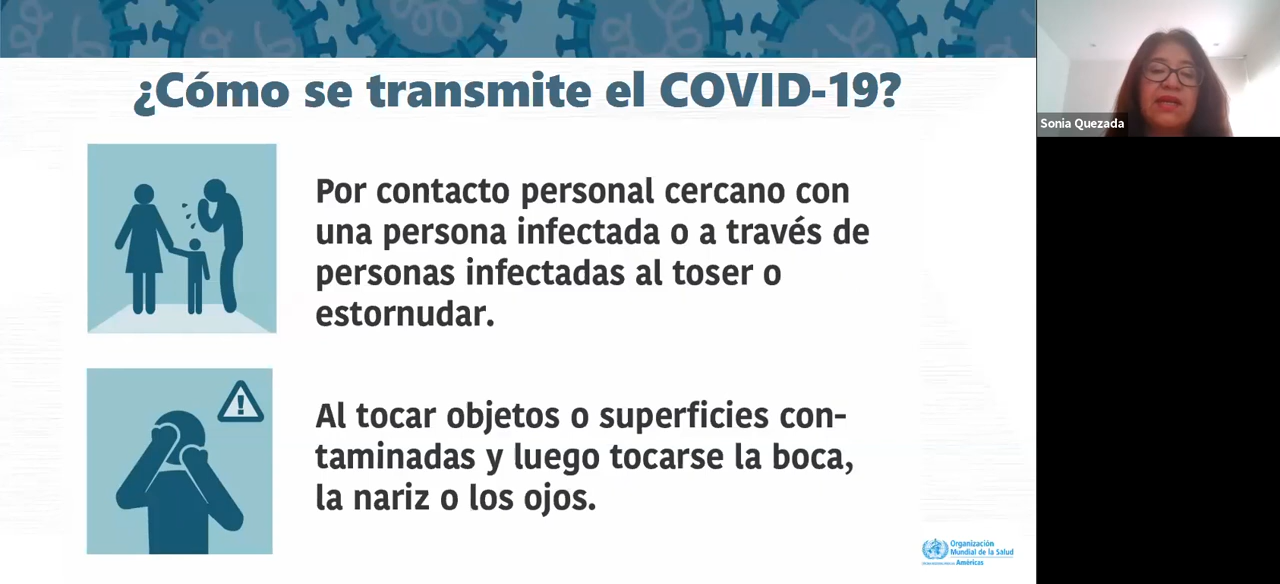 ¿Cómo se transmite el COVID-19?
Por contacto personal cercano con
una persona infectada o a través de
personas infectadas al toser o
estornudar.
Al tocar objetos o superficies con-
taminadas y luego tocarse la boca,
la nariz o los ojos.
Sonia Quezada
Organización
Mundial de la Salud
Américas